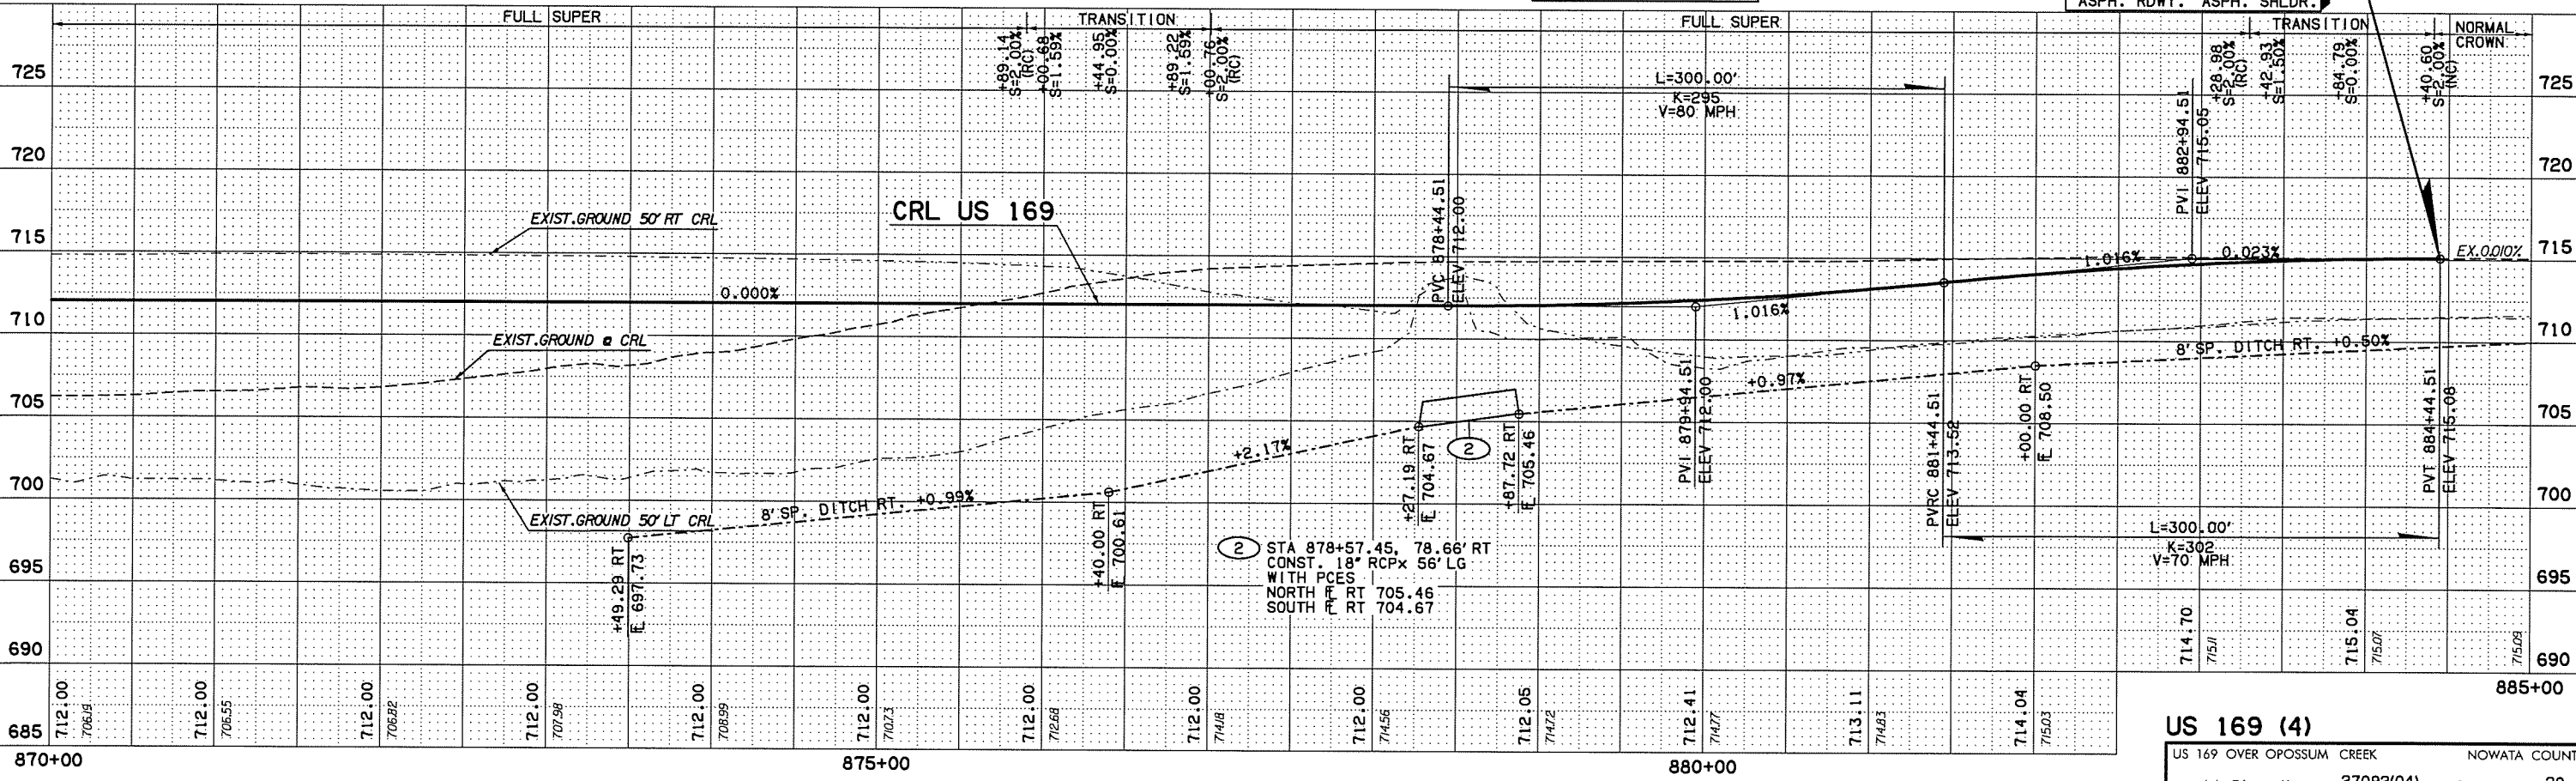 ASPH. RDWY. ASPH. SHLDR.
FULL SUPER
TRANSITION
FULL SUPER
TRANSITION
NORMAL
CROWN
+89.14
S=2.00%
(RC)
+00.68
S=1.59%
+44.95
S=0.00%
+89.22
S=1.59%
+00.76
S=2.00%
(RC)
+28.98
S=2.00%
(RC)
+42.93
S=1.50%
+84.79
S=0.00%
+40.60
S=2.00%
(NC)
725
725
L=300.00'
K=295
V=80 MPH
720
720
PVC 878+44.51
ELEV 712.00
PVI 882+94.51
ELEV 715.05
EXIST.GROUND 50' RT CRL
CRL US 169
715
715
0.000%
1.016%
0.023%
EX.0.010%
1.016%
710
710
EXIST.GROUND @ CRL
8' SP. DITCH RT. +0.50%
+0.97%
705
705
+2.17%
2
700
700
8' SP. DITCH RT. +0.99%
EXIST.GROUND 50' LT CRL
+49.29 RT
FL 697.73
+40.00 RT
FL 700.61
+27.19 RT
FL 704.67
+87.72 RT
FL 705.46
PVI 879+94.51
ELEV 712.00
PVRC 881+44.51
ELEV 713.52
+00.00 RT
FL 708.50
PVT 884+44.51
ELEV 715.08
L=300.00'
K=302
V=70 MPH
2 STA 878+57.45, 78.66' RT
CONST. 18" RCPx 56' LG
WITH PCES
NORTH FL RT 705.46
SOUTH FL RT 704.67
695
695
690
690
685
712.00
706.19
712.00
706.55
712.00
706.82
712.00
707.98
712.00
708.99
712.00
710.73
712.00
712.68
712.00
714.18
712.00
714.56
712.05
714.72
712.41
714.77
713.11
714.83
714.04
715.03
714.70
715.11
715.04
715.07
715.09
870+00
875+00
880+00
885+00
US 169 (4)
US 169 OVER OPOSSUM CREEK NOWATA COUNT
27092(04)